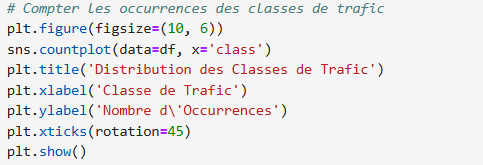 # Compter les occurrences des classes de trafic
plt.figure(figsize=(10, 6))
sns.countplot(data=df, x='class')
plt.title('Distribution des Classes de Trafic')
plt.xlabel('Classe de Trafic')
plt.ylabel('Nombre d\'Occurrences')
plt.xticks(rotation=45)
plt.show()